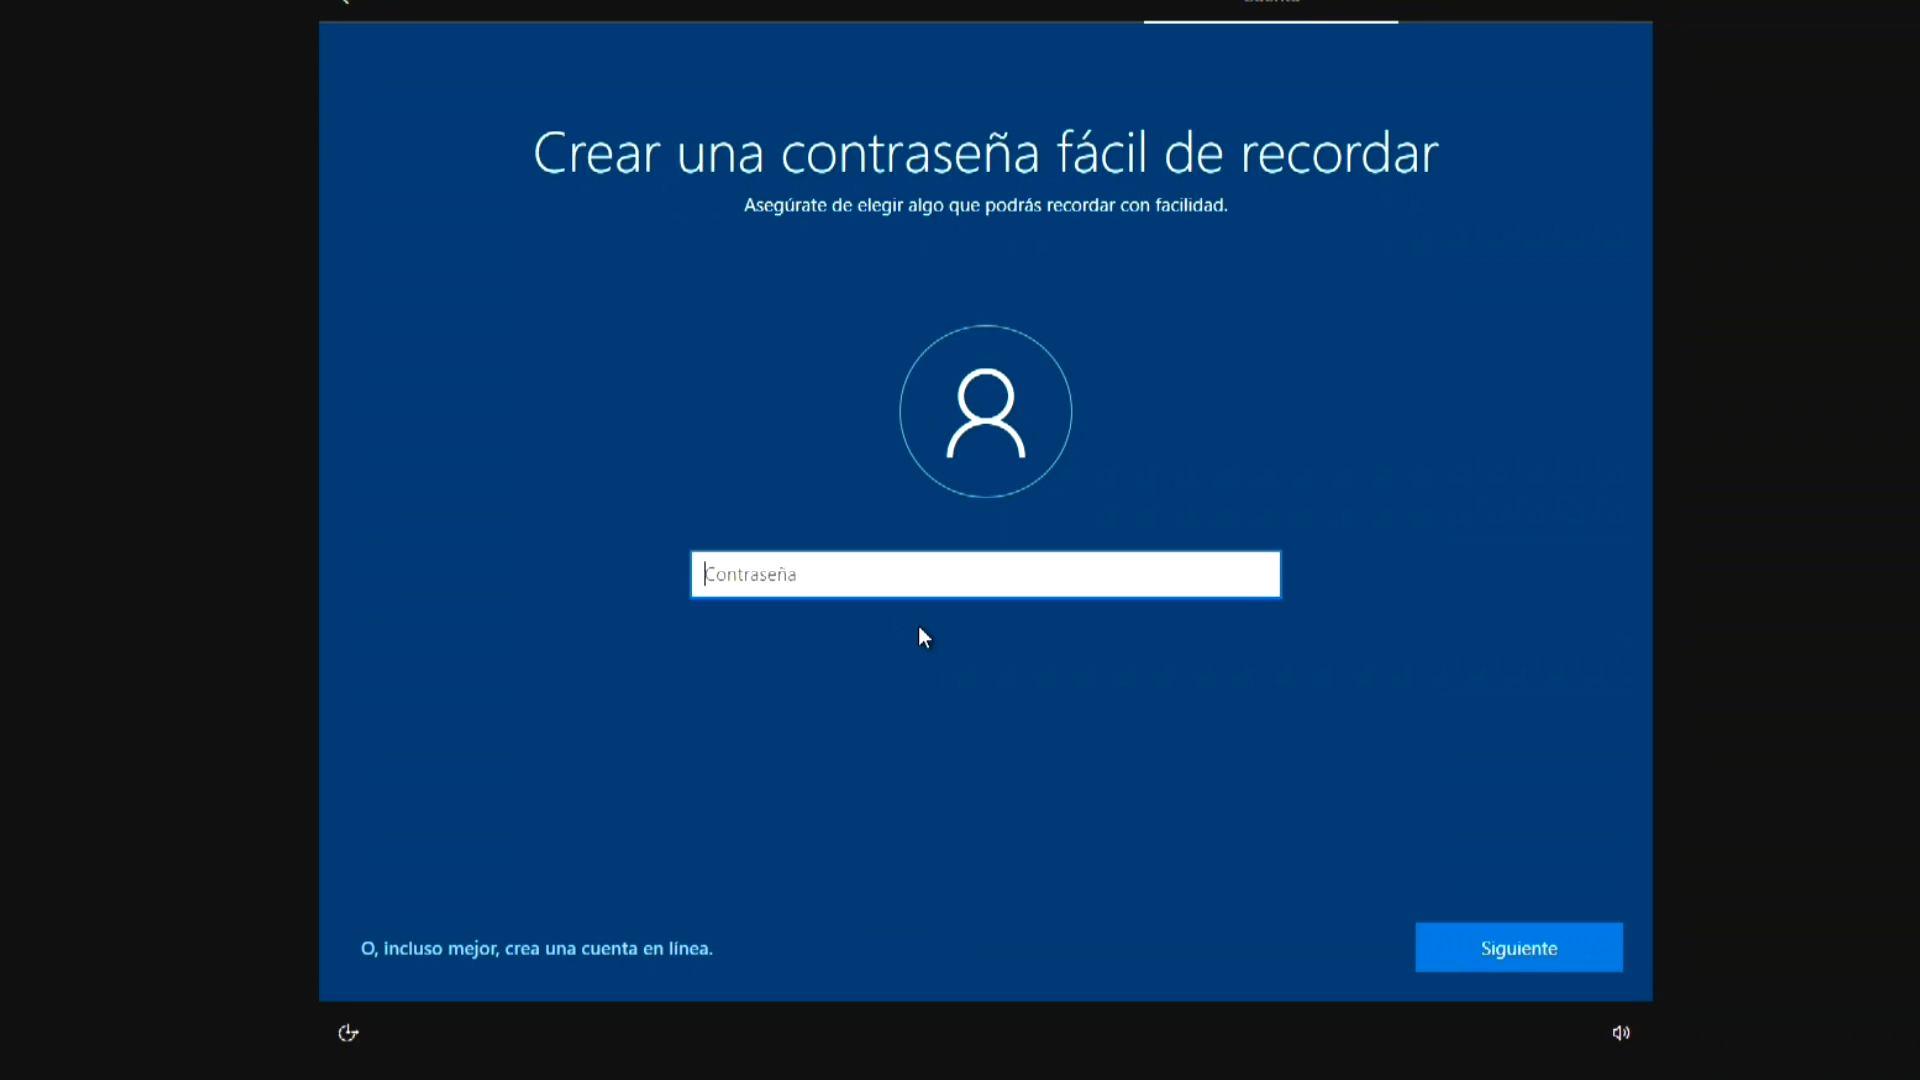 Crear una contraseña fácil de recordar
Asegúrate de elegir algo que podrás recordar con facilidad.
Contraseña
O, incluso mejor, crea una cuenta en línea.
Siguiente